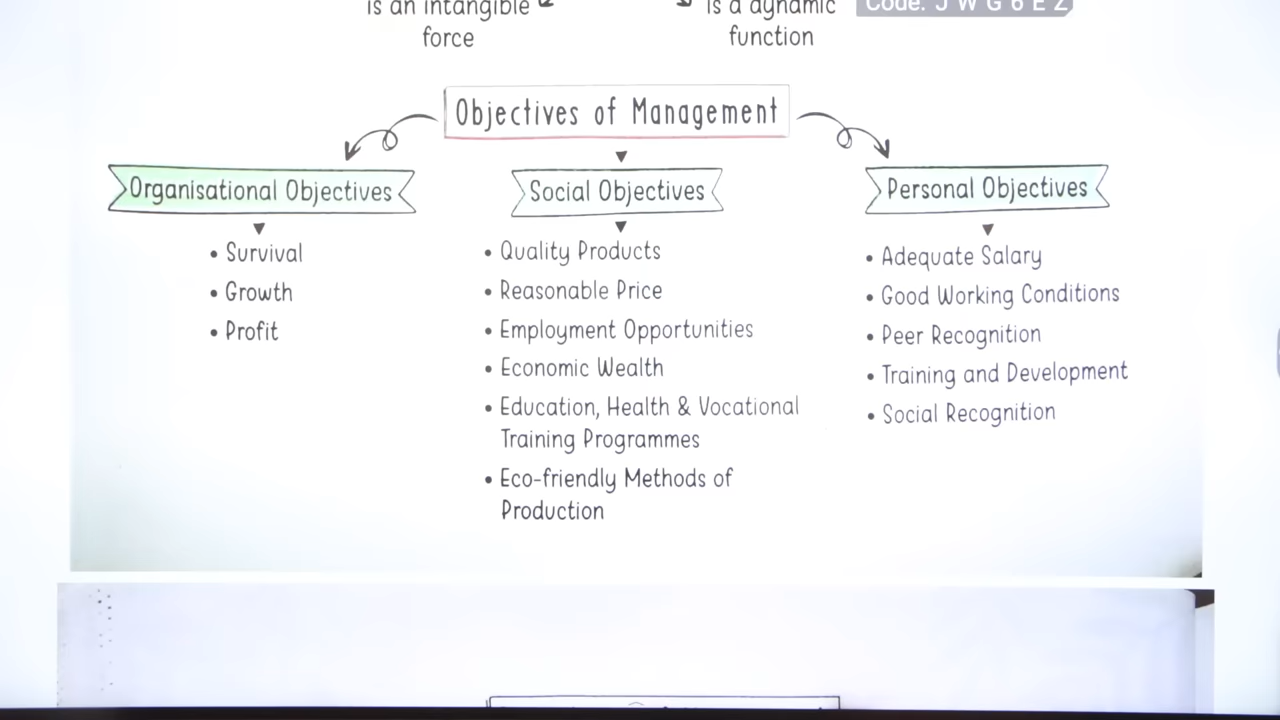 is an intangible
force
is a dynamic
function
Code: J W G 6 E Z
Objectives of Management
Organisational Objectives
• Survival
• Growth
• Profit
Social Objectives
• Quality Products
• Reasonable Price
• Employment Opportunities
• Economic Wealth
• Education, Health & Vocational
Training Programmes
• Eco-friendly Methods of
Production
Personal Objectives
• Adequate Salary
• Good Working Conditions
• Peer Recognition
• Training and Development
• Social Recognition